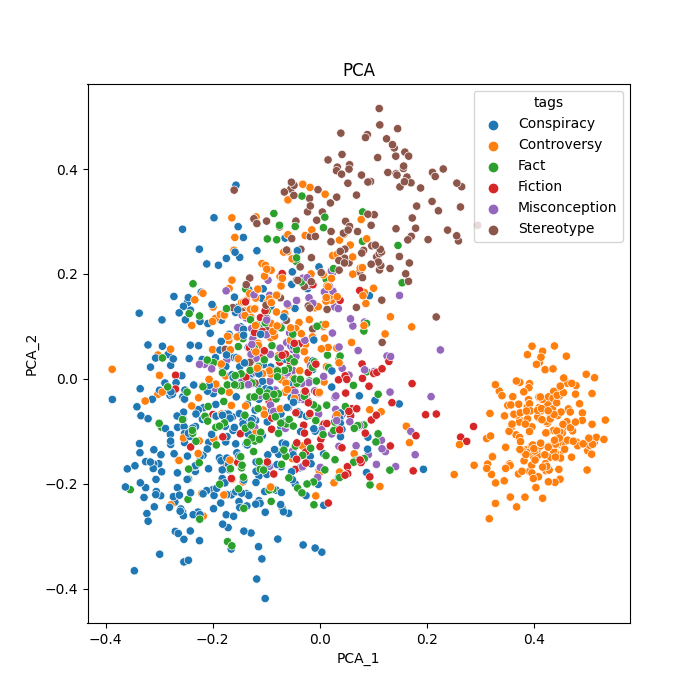 PCA
tags
Conspiracy
Controversy
Fact
Fiction
Misconception
Stereotype
0.4
0.2
0.0
−0.2
−0.4
PCA_2
−0.4
−0.2
0.0
0.2
0.4
PCA_1